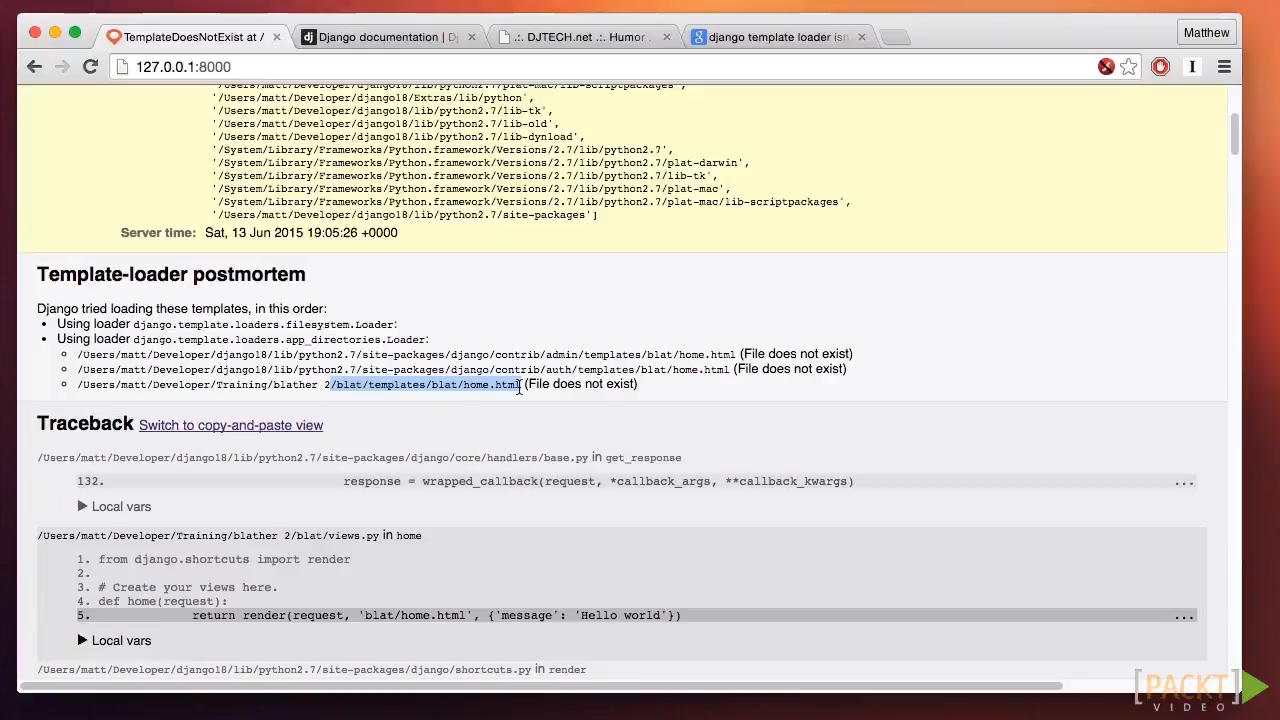 TemplateDoesNotExist at /
Django documentation | Dj
.:. DJTECH.net .:. Humor
django template loader isn
Matthew
127.0.0.1:8000
I
'/Users/matt/Developer/django18/lib/python2.7/plat-mac/lib-scriptpackages',
'/Users/matt/Developer/django18/Extras/lib/python',
'/Users/matt/Developer/django18/lib/python2.7/lib-tk',
'/Users/matt/Developer/django18/lib/python2.7/lib-old',
'/Users/matt/Developer/django18/lib/python2.7/lib-dynload',
'/System/Library/Frameworks/Python.framework/Versions/2.7/lib/python2.7',
'/System/Library/Frameworks/Python.framework/Versions/2.7/lib/python2.7/plat-darwin',
'/System/Library/Frameworks/Python.framework/Versions/2.7/lib/python2.7/lib-tk',
'/System/Library/Frameworks/Python.framework/Versions/2.7/lib/python2.7/plat-mac',
'/System/Library/Frameworks/Python.framework/Versions/2.7/lib/python2.7/plat-mac/lib-scriptpackages',
'/Users/matt/Developer/django18/lib/python2.7/site-packages']
Server time: Sat, 13 Jun 2015 19:05:26 +0000
Template-loader postmortem
Django tried loading these templates, in this order:
Using loader django.template.loaders.filesystem.Loader:
Using loader django.template.loaders.app_directories.Loader:
/Users/matt/Developer/django18/lib/python2.7/site-packages/django/contrib/admin/templates/blat/home.html (File does not exist)
/Users/matt/Developer/django18/lib/python2.7/site-packages/django/contrib/auth/templates/blat/home.html (File does not exist)
/Users/matt/Developer/Training/blather 2/blat/templates/blat/home.html (File does not exist)
Traceback Switch to copy-and-paste view
/Users/matt/Developer/django18/lib/python2.7/site-packages/django/core/handlers/base.py in get_response
132. response = wrapped_callback(request, *callback_args, **callback_kwargs) ...
▶ Local vars
/Users/matt/Developer/Training/blather 2/blat/views.py in home
1. from django.shortcuts import render
2.
3. # Create your views here.
4. def home(request):
5. return render(request, 'blat/home.html', {'message': 'Hello world'}) ...
▶ Local vars
/Users/matt/Developer/django18/lib/python2.7/site-packages/django/shortcuts.py in render
[PACKT]
VIDEO